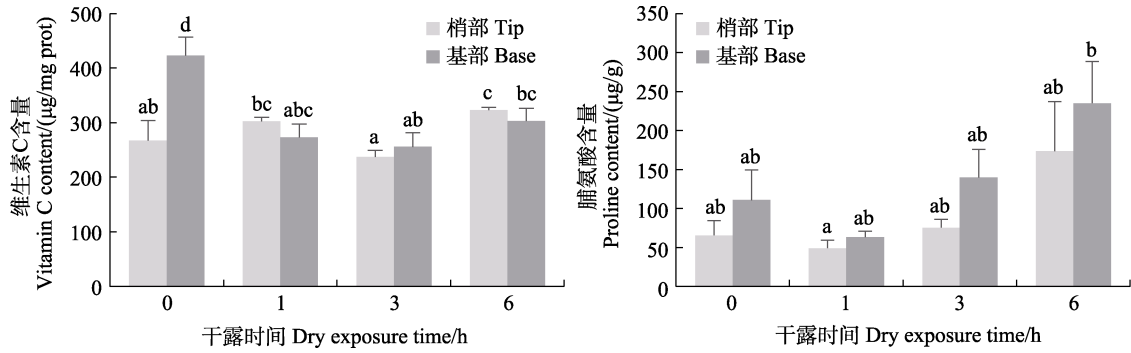 维生素C含量
Vitamin C content/(μg/mg prot)
500
400
300
200
100
0
梢部 Tip
基部 Base
ab
d
bc
abc
a
ab
c
bc
0
1
3
6
干露时间 Dry exposure time/h
脯氨酸含量
Proline content/(μg/g)
350
300
250
200
150
100
50
0
梢部 Tip
基部 Base
ab
ab
a
ab
ab
ab
ab
b
0
1
3
6
干露时间 Dry exposure time/h